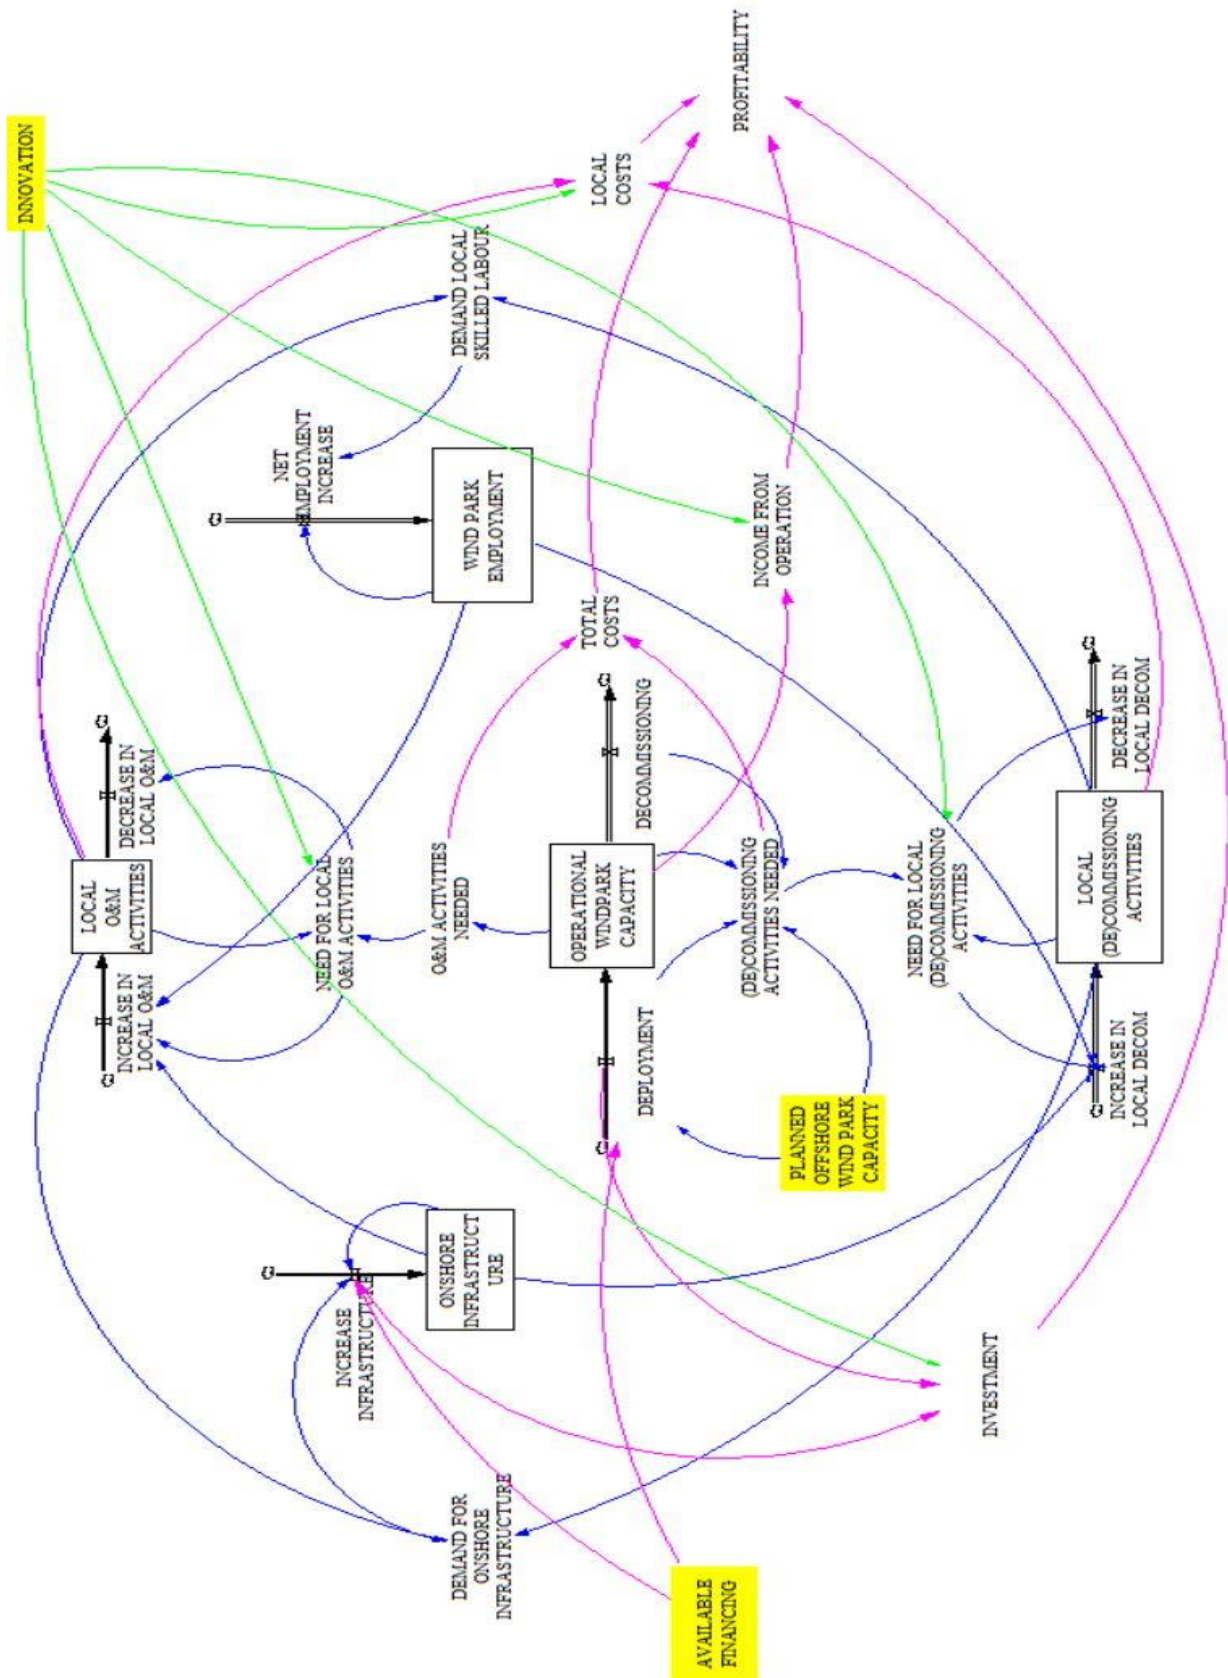 INNOVATION
LOCAL
O&M
ACTIVITIES
INCREASE IN
LOCAL O&M
DECREASE IN
LOCAL O&M
INCREASE
INFRASTRUCTURE
NEED FOR LOCAL
O&M ACTIVITIES
NET
EMPLOYMENT
INCREASE
DEMAND FOR
ONSHORE
INFRASTRUCTURE
ONSHORE
INFRASTRUCT
URE
O&M ACTIVITIES
NEEDED
WIND PARK
EMPLOYMENT
DEMAND LOCAL
SKILLED LABOUR
DEPLOYMENT
OPERATIONAL
WINDPARK
CAPACITY
DECOMMISSIONING
TOTAL
COSTS
LOCAL
COSTS
AVAILABLE
FINANCING
PLANNED
OFFSHORE
WIND PARK
CAPACITY
(DE)COMMISSIONING
ACTIVITIES NEEDED
INCOME FROM
OPERATION
PROFITABILITY
INVESTMENT
NEED FOR LOCAL
(DE)COMMISSIONING
ACTIVITIES
INCREASE IN
LOCAL DECOM
LOCAL
(DE)COMMISSIONING
ACTIVITIES
DECREASE IN
LOCAL DECOM